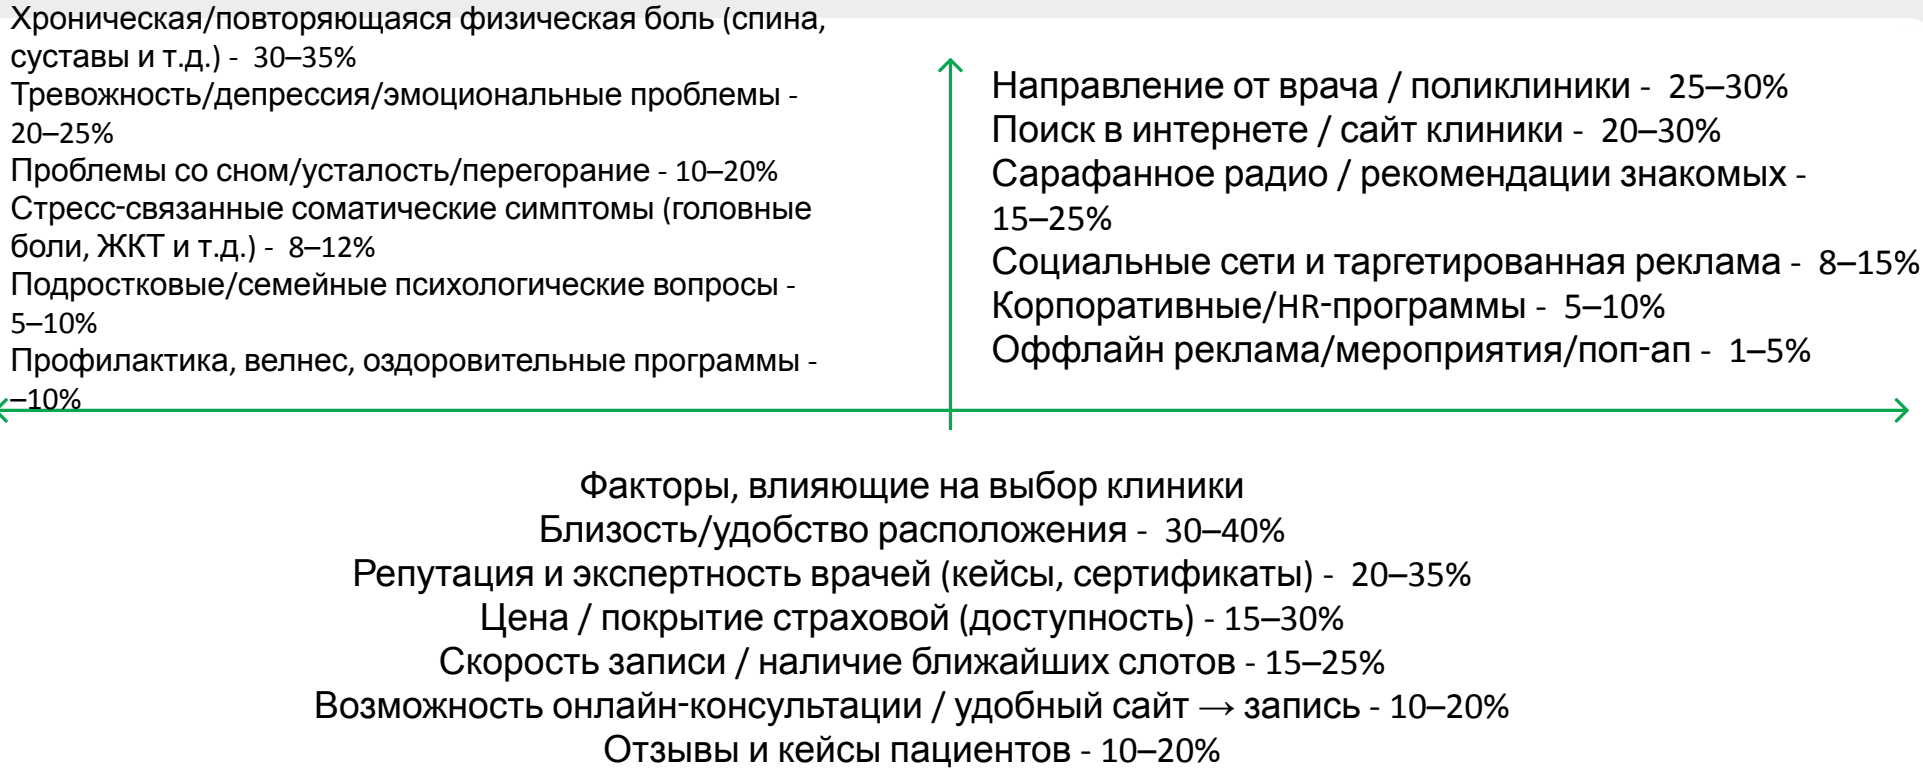 Хроническая/повторяющаяся физическая боль (спина,
суставы и т.д.) - 30–35%
Тревожность/депрессия/эмоциональные проблемы -
20–25%
Проблемы со сном/усталость/перегорание - 10–20%
Стресс-связанные соматические симптомы (головные
боли, ЖКТ и т.д.) - 8–12%
Подростковые/семейные психологические вопросы -
5–10%
Профилактика, велнес, оздоровительные программы -
–10%
Направление от врача / поликлиники - 25–30%
Поиск в интернете / сайт клиники - 20–30%
Сарафанное радио / рекомендации знакомых -
15–25%
Социальные сети и таргетированная реклама - 8–15%
Корпоративные/HR-программы - 5–10%
Оффлайн реклама/мероприятия/поп-ап - 1–5%
Факторы, влияющие на выбор клиники
Близость/удобство расположения - 30–40%
Репутация и экспертность врачей (кейсы, сертификаты) - 20–35%
Цена / покрытие страховой (доступность) - 15–30%
Скорость записи / наличие ближайших слотов - 15–25%
Возможность онлайн-консультации / удобный сайт → запись - 10–20%
Отзывы и кейсы пациентов - 10–20%